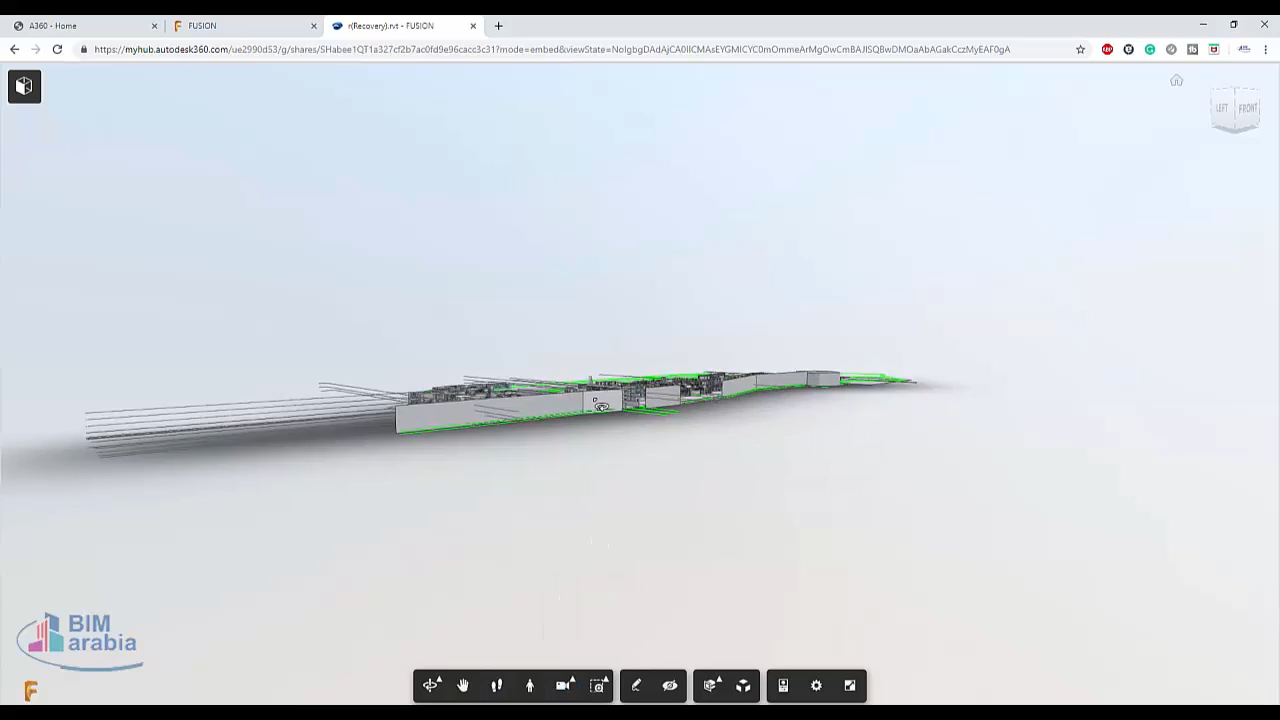 A360 - Home
FUSION
r(Recovery).rvt - FUSION
https://myhub.autodesk360.com/ue2990d53/g/shares/SHabee1QT1a327cf2b7ac0fd9e96cacc3c31?mode=embed&viewState=NoIgbgDAdAjCA0IICMAsEYGMICYC0mOmmeArMgOwCmBAJISQBwDMOaAbAGakCczMyEAF0gA
LEFT
FRONT
BIM
arabia